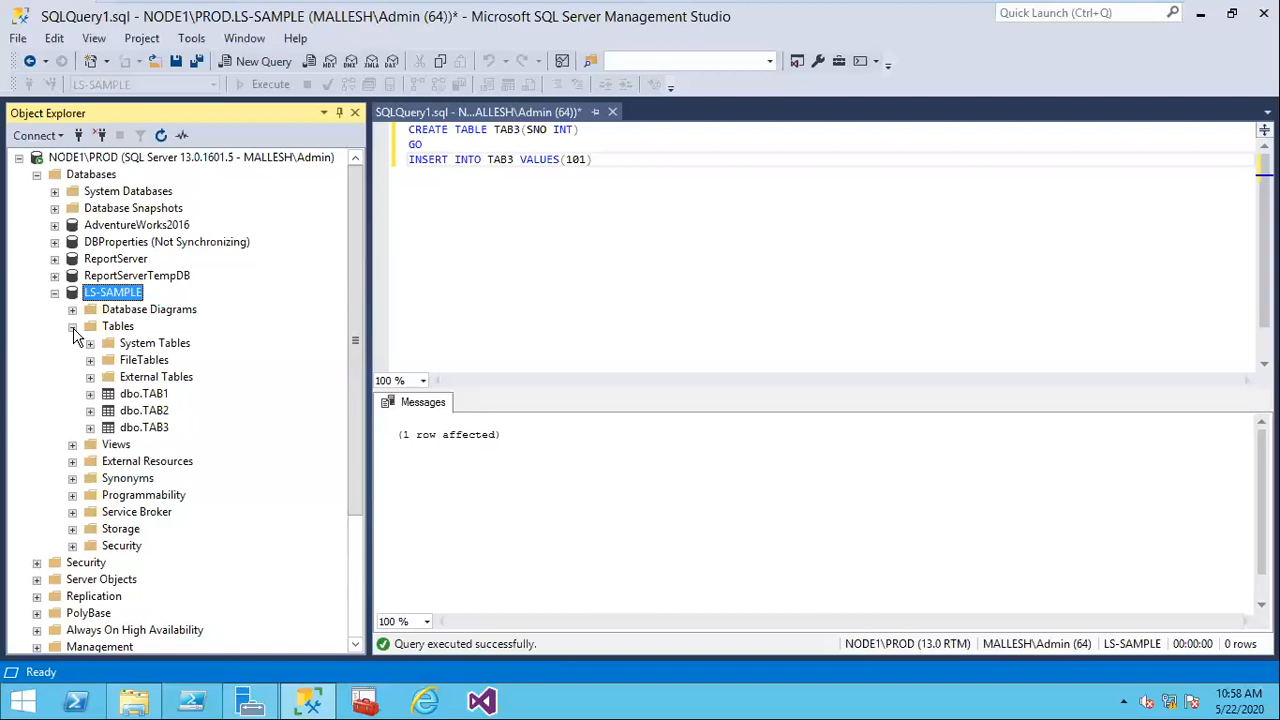 SQLQuery1.sql - NODE1\PROD.LS-SAMPLE (MALLESH\Admin (64))* - Microsoft SQL Server Management Studio
Quick Launch (Ctrl+Q)
File Edit View Project Tools Window Help
New Query
MDX DMX XMLA DAX
LS-SAMPLE
Execute
Object Explorer
Connect
NODE1\PROD (SQL Server 13.0.1601.5 - MALLESH\Admin)
Databases
System Databases
Database Snapshots
AdventureWorks2016
DBProperties (Not Synchronizing)
ReportServer
ReportServerTempDB
LS-SAMPLE
Database Diagrams
Tables
System Tables
FileTables
External Tables
dbo.TAB1
dbo.TAB2
dbo.TAB3
Views
External Resources
Synonyms
Programmability
Service Broker
Storage
Security
Security
Server Objects
Replication
PolyBase
Always On High Availability
Management
SQLQuery1.sql - N...ALLESH\Admin (64))*
CREATE TABLE TAB3(SNO INT)
GO
INSERT INTO TAB3 VALUES(101)
100 %
Messages
(1 row affected)
100 %
Query executed successfully.
NODE1\PROD (13.0 RTM)
MALLESH\Admin (64)
LS-SAMPLE
00:00:00
0 rows
Ready
10:58 AM
5/22/2020